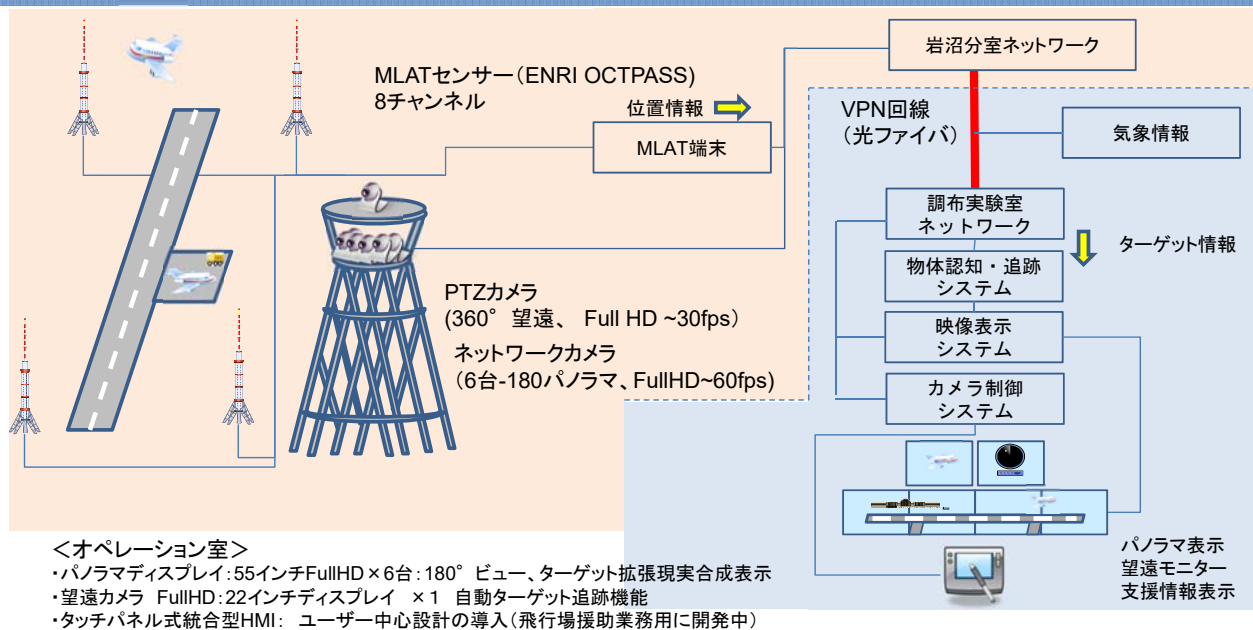 岩沼分室ネットワーク
MLATセンサー(ENRI OCTPASS)
8チャンネル
位置情報
MLAT端末
VPN回線
(光ファイバ)
気象情報
調布実験室
ネットワーク
ターゲット情報
物体認知・追跡
システム
映像表示
システム
カメラ制御
システム
PTZカメラ
(360°望遠、 Full HD ~30fps)
ネットワークカメラ
(6台-180パノラマ、FullHD~60fps)
パノラマ表示
望遠モニター
支援情報表示
<オペレーション室>
・パノラマディスプレイ:55インチFullHD×6台:180°ビュー、ターゲット拡張現実合成表示
・望遠カメラ FullHD:22インチディスプレイ ×1 自動ターゲット追跡機能
・タッチパネル式統合型HMI: ユーザー中心設計の導入(飛行場援助業務用に開発中)